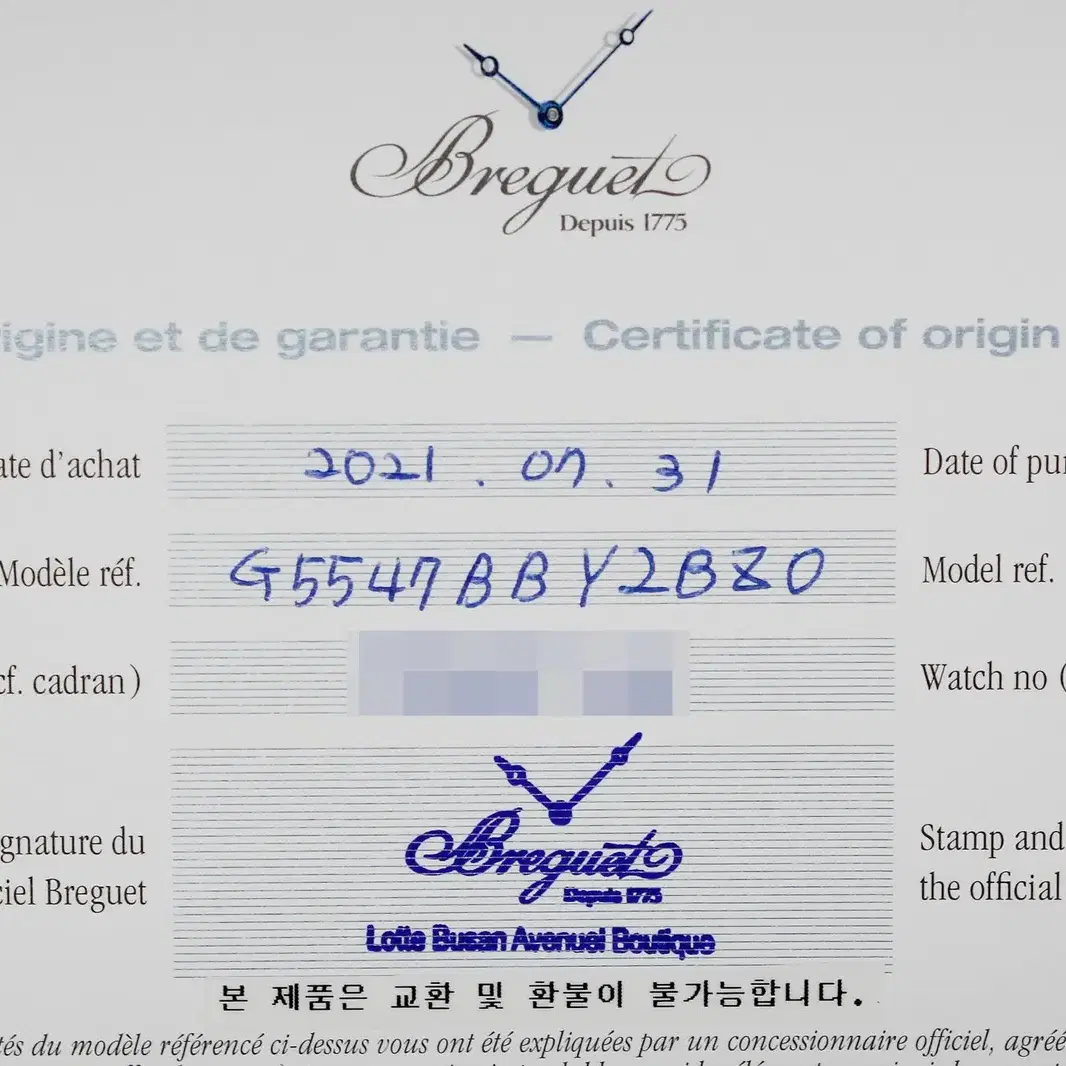 Breguet
Depuis 1775
igine et de garantie — Certificate of origin
ate d'achat 2021.07.31 Date of pur
Modèle réf. G5547BBY2BZ0 Model ref.
cf. cadran) Watch no (
gnature du Stamp and
ciel Breguet the official
Breguet
Depuis 1775
Lotte Busan Avenuel Boutique
본 제품은 교환 및 환불이 불가능합니다.
tés du modèle référencé ci-dessus vous ont été expliquées par un concessionnaire officiel, agréé